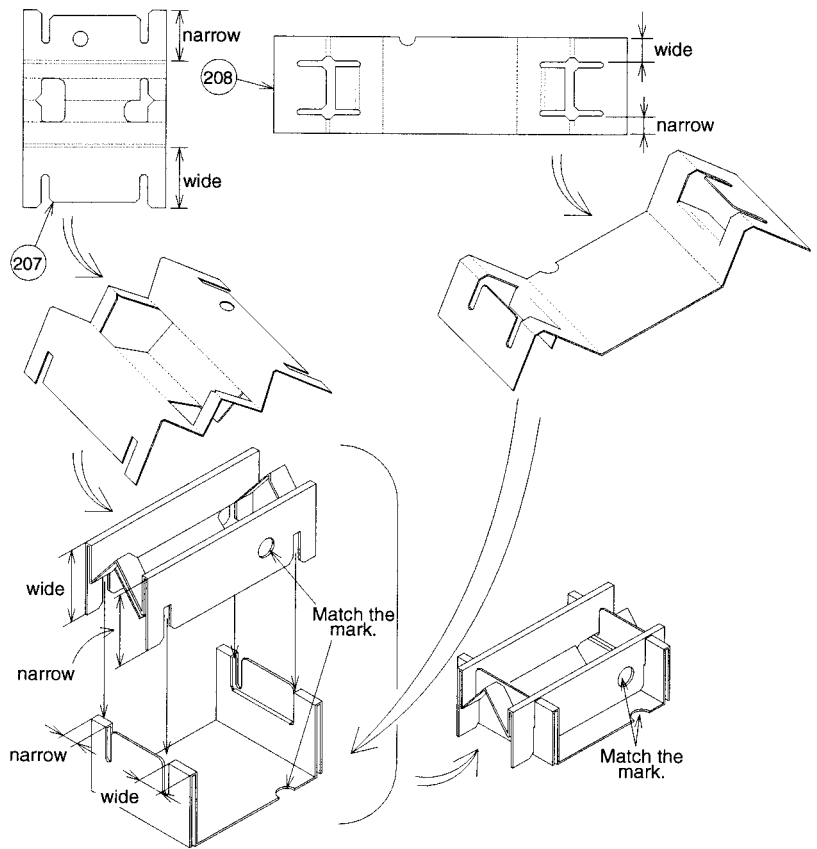 narrow
wide
208
narrow
wide
207
wide
narrow
Match the
mark.
narrow
wide
Match the
mark.